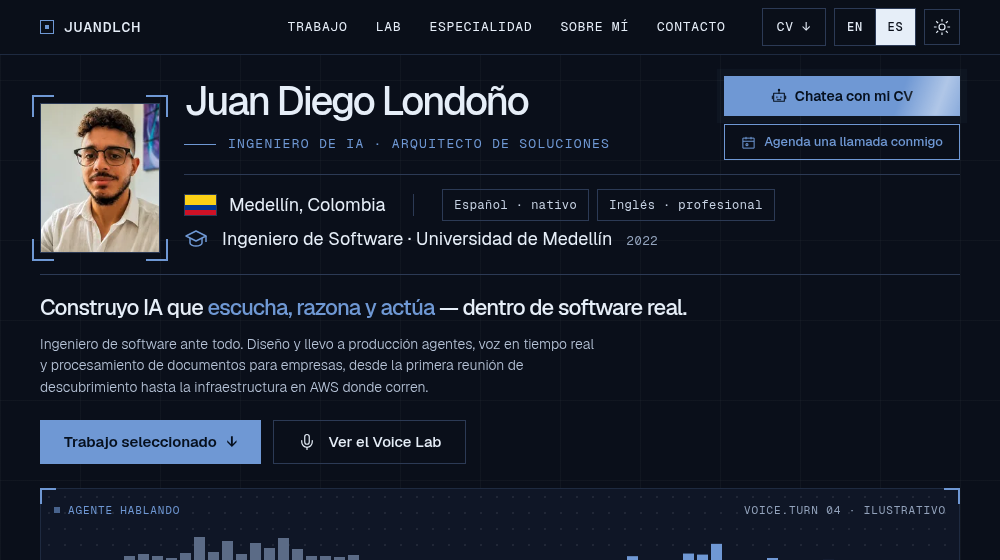 JUANDLCH
TRABAJO LAB ESPECIALIDAD SOBRE MÍ CONTACTO CV ↓ EN ES
Juan Diego Londoño
INGENIERO DE IA · ARQUITECTO DE SOLUCIONES
Chatea con mi CV
Agenda una llamada conmigo
Medellín, Colombia
Español · nativo
Inglés · profesional
Ingeniero de Software · Universidad de Medellín 2022
Construyo IA que escucha, razona y actúa — dentro de software real.
Ingeniero de software ante todo. Diseño y llevo a producción agentes, voz en tiempo real
y procesamiento de documentos para empresas, desde la primera reunión de
descubrimiento hasta la infraestructura en AWS donde corren.
Trabajo seleccionado ↓
Ver el Voice Lab
AGENTE HABLANDO
VOICE.TURN 04 · ILUSTRATIVO